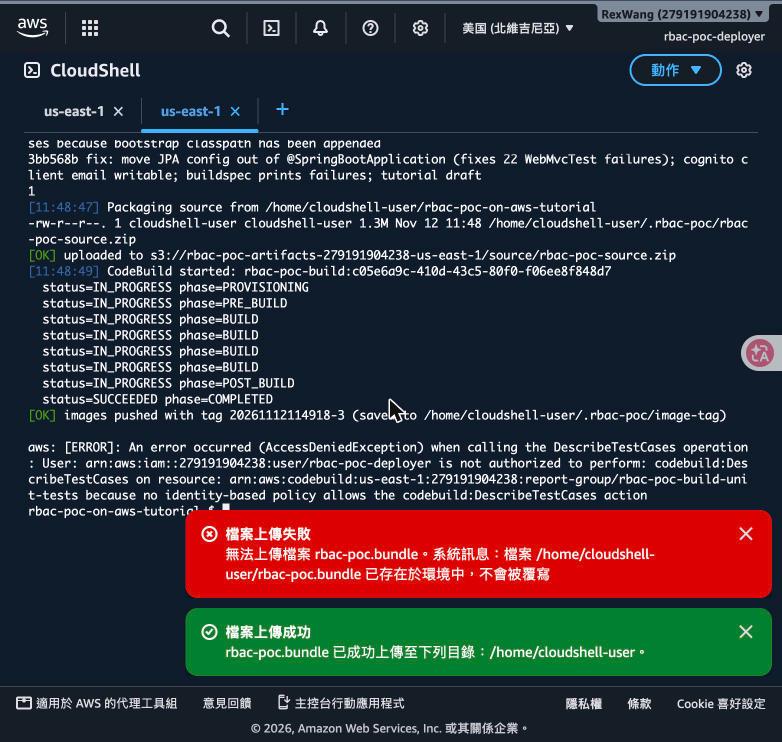 aws
美國 (北維吉尼亞) ▼
RexWang (279191904238) ▼
rbac-poc-deployer
CloudShell
動作 ▼
us-east-1 ×
us-east-1 ×
+
ses because bootstrap classpath has been appended
3bb568b fix: move JPA config out of @SpringBootApplication (fixes 22 WebMvcTest failures); cognito c
lient email writable; buildspec prints failures; tutorial draft
1
[11:48:47] Packaging source from /home/cloudshell-user/rbac-poc-on-aws-tutorial
-rw-r--r--. 1 cloudshell-user cloudshell-user 1.3M Nov 12 11:48 /home/cloudshell-user/.rbac-poc/rbac
-poc-source.zip
[OK] uploaded to s3://rbac-poc-artifacts-279191904238-us-east-1/source/rbac-poc-source.zip
[11:48:49] CodeBuild started: rbac-poc-build:c05e6a9c-410d-43c5-80f0-f06ee8f848d7
status=IN_PROGRESS phase=PROVISIONING
status=IN_PROGRESS phase=PRE_BUILD
status=IN_PROGRESS phase=BUILD
status=IN_PROGRESS phase=BUILD
status=IN_PROGRESS phase=BUILD
status=IN_PROGRESS phase=BUILD
status=IN_PROGRESS phase=POST_BUILD
status=SUCCEEDED phase=COMPLETED
[OK] images pushed with tag 20261112114918-3 (save to /home/cloudshell-user/.rbac-poc/image-tag)
aws: [ERROR]: An error occurred (AccessDeniedException) when calling the DescribeTestCases operation
: User: arn:aws:iam::279191904238:user/rbac-poc-deployer is not authorized to perform: codebuild:Des
cribeTestCases on resource: arn:aws:codebuild:us-east-1:279191904238:report-group/rbac-poc-build-uni
t-tests because no identity-based policy allows the codebuild:DescribeTestCases action
rbac-poc-on-aws-tutorial $
檔案上傳失敗
無法上傳檔案 rbac-poc.bundle。系統訊息：檔案 /home/cloudshell-
user/rbac-poc.bundle 已存在於環境中，不會被覆寫
檔案上傳成功
rbac-poc.bundle 已成功上傳至下列目錄：/home/cloudshell-user。
適用於 AWS 的代理工具組 意見回饋 主控台行動應用程式 隱私權 條款 Cookie 喜好設定
© 2026, Amazon Web Services, Inc. 或其關係企業。